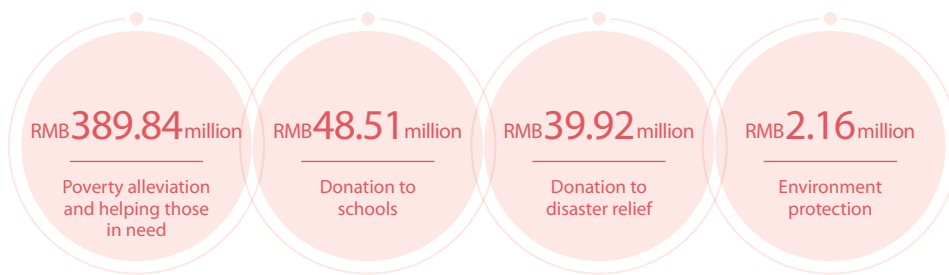 RMB389.84million
Poverty alleviation
and helping those
in need
RMB48.51million
Donation to
schools
RMB39.92million
Donation to
disaster relief
RMB2.16million
Environment
protection